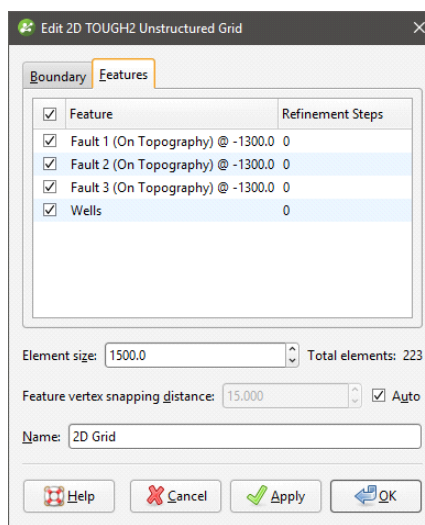 Edit 2D TOUGH2 Unstructured Grid
Boundary Features
Feature Refinement Steps
Fault 1 (On Topography) @ -1300.0 0
Fault 2 (On Topography) @ -1300.0 0
Fault 3 (On Topography) @ -1300.0 0
Wells 0
Element size: 1500.0 Total elements: 223
Feature vertex snapping distance: 15.000 Auto
Name: 2D Grid
Help Cancel Apply OK